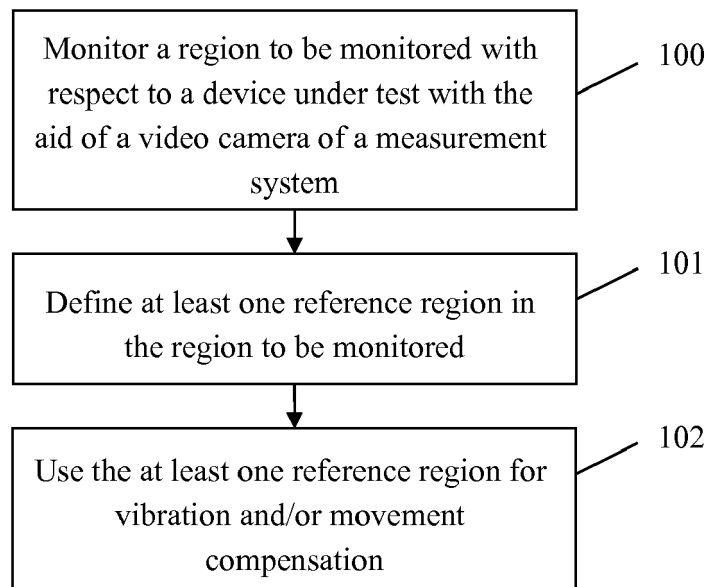 Monitor a region to be monitored with
respect to a device under test with the
aid of a video camera of a measurement
system
100
Define at least one reference region in
the region to be monitored
101
Use the at least one reference region for
vibration and/or movement
compensation
102